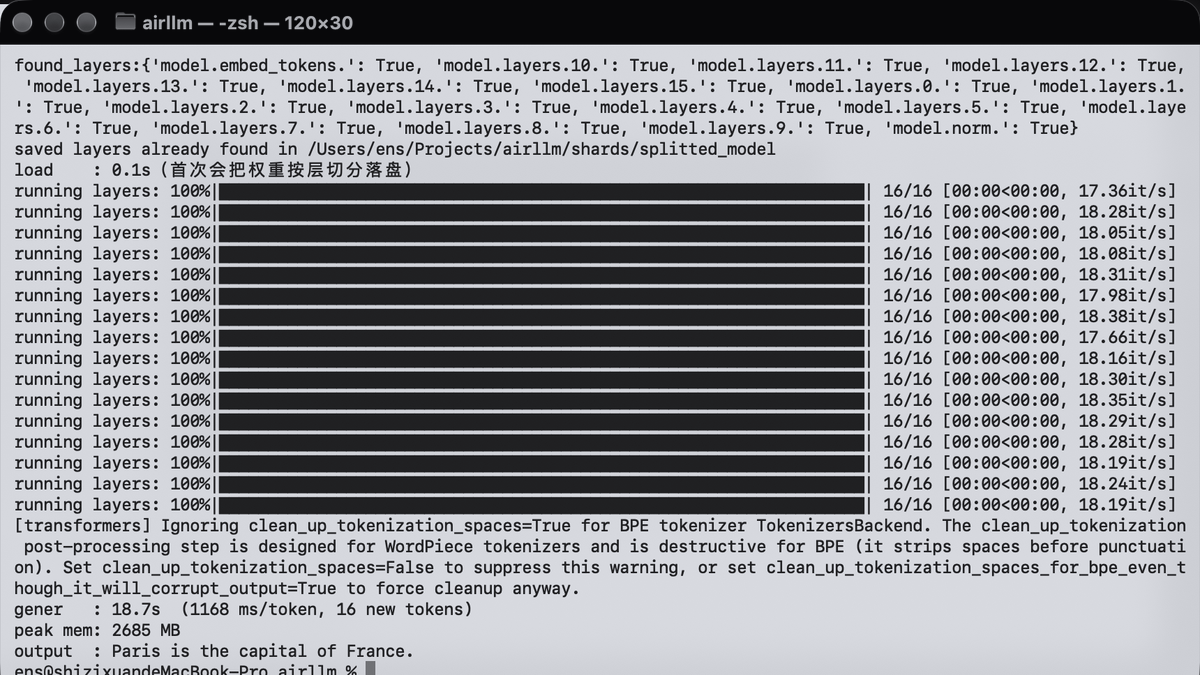 airllm — -zsh — 120×30
found_layers:{'model.embed_tokens.': True, 'model.layers.10.': True, 'model.layers.11.': True, 'model.layers.12.': True,
 'model.layers.13.': True, 'model.layers.14.': True, 'model.layers.15.': True, 'model.layers.0.': True, 'model.layers.1.
': True, 'model.layers.2.': True, 'model.layers.3.': True, 'model.layers.4.': True, 'model.layers.5.': True, 'model.laye
rs.6.': True, 'model.layers.7.': True, 'model.layers.8.': True, 'model.layers.9.': True, 'model.norm.': True}
saved layers already found in /Users/ens/Projects/airllm/shards/splitted_model
load    : 0.1s (首次会把权重按层切分落盘)
running layers: 100%|                    | 16/16 [00:00<00:00, 17.36it/s]
running layers: 100%|                    | 16/16 [00:00<00:00, 18.28it/s]
running layers: 100%|                    | 16/16 [00:00<00:00, 18.05it/s]
running layers: 100%|                    | 16/16 [00:00<00:00, 18.08it/s]
running layers: 100%|                    | 16/16 [00:00<00:00, 18.31it/s]
running layers: 100%|                    | 16/16 [00:00<00:00, 17.98it/s]
running layers: 100%|                    | 16/16 [00:00<00:00, 18.38it/s]
running layers: 100%|                    | 16/16 [00:00<00:00, 17.66it/s]
running layers: 100%|                    | 16/16 [00:00<00:00, 18.16it/s]
running layers: 100%|                    | 16/16 [00:00<00:00, 18.30it/s]
running layers: 100%|                    | 16/16 [00:00<00:00, 18.35it/s]
running layers: 100%|                    | 16/16 [00:00<00:00, 18.29it/s]
running layers: 100%|                    | 16/16 [00:00<00:00, 18.28it/s]
running layers: 100%|                    | 16/16 [00:00<00:00, 18.19it/s]
running layers: 100%|                    | 16/16 [00:00<00:00, 18.24it/s]
running layers: 100%|                    | 16/16 [00:00<00:00, 18.19it/s]
[transformers] Ignoring clean_up_tokenization_spaces=True for BPE tokenizer TokenizersBackend. The clean_up_tokenization
 post-processing step is designed for WordPiece tokenizers and is destructive for BPE (it strips spaces before punctuati
on). Set clean_up_tokenization_spaces=False to suppress this warning, or set clean_up_tokenization_spaces_for_bpe_even_t
hough_it_will_corrupt_output=True to force cleanup anyway.
gener   : 18.7s  (1168 ms/token, 16 new tokens)
peak mem: 2685 MB
output  : Paris is the capital of France.
ens@shizixuandeMacBook-Pro airllm %